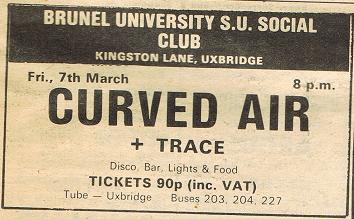 BRUNEL UNIVERSITY S.U. SOCIAL
CLUB
KINGSTON LANE, UXBRIDGE
Fri., 7th March 8 p.m.
CURVED AIR
+ TRACE
Disco, Bar, Lights & Food
TICKETS 90p (inc. VAT)
Tube — Uxbridge Buses 203, 204, 227